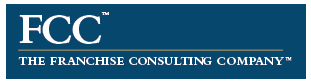 FCC™
THE FRANCHISE CONSULTING COMPANY™